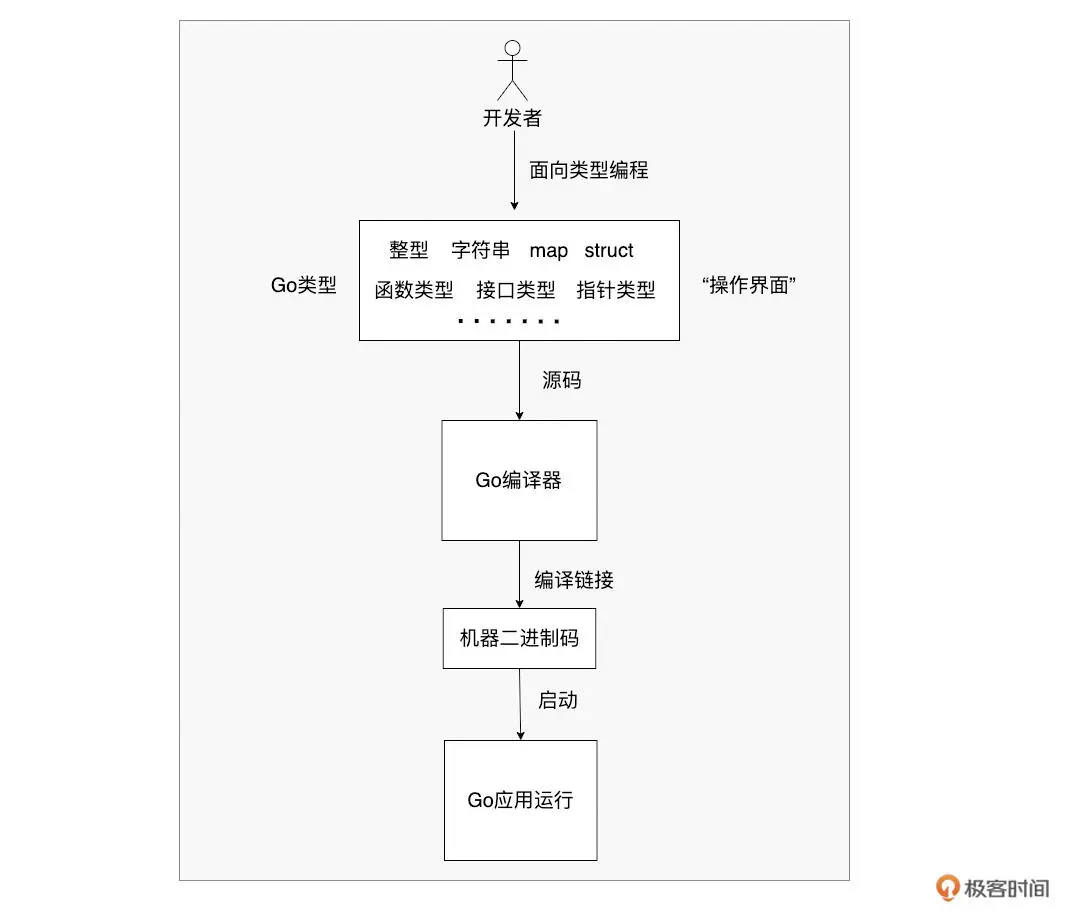 开发者
面向类型编程
整型 字符串 map struct
Go类型
函数类型 接口类型 指针类型
.......
“操作界面”
源码
Go编译器
编译链接
机器二进制码
启动
Go应用运行
极客时间